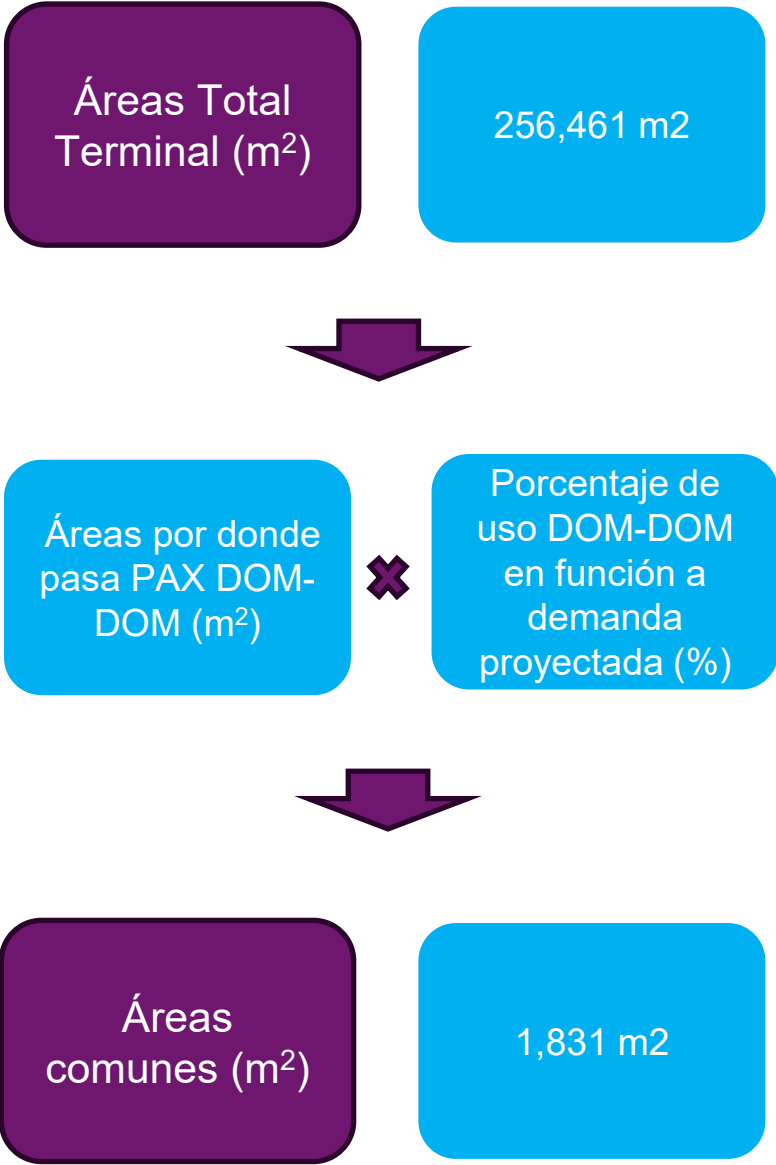 Áreas Total
Terminal (m²)
256,461 m2
Áreas por donde
pasa PAX DOM-
DOM (m²)
Porcentaje de
uso DOM-DOM
en función a
demanda
proyectada (%)
Áreas
comunes (m²)
1,831 m2